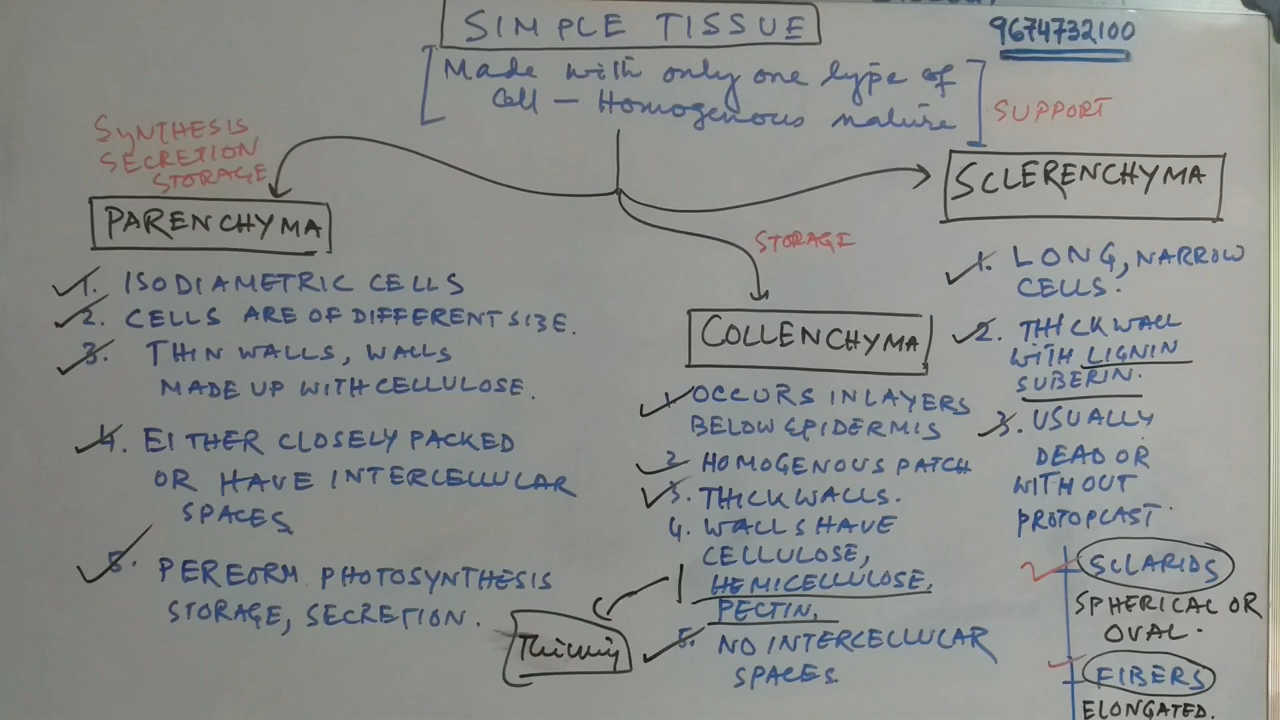 SIMPLE TISSUE
9674732100
Made with only one type of
Cell – Homogenous nature
SUPPORT
SYNTHESIS,
SECRETION
STORAGE
PARENCHYMA
1. ISODIAMETRIC CELLS
2. CELLS ARE OF DIFFERENT SIZE.
3. THIN WALLS, WALLS
MADE UP WITH CELLULOSE.
4. EITHER CLOSELY PACKED
OR HAVE INTERCELLULAR
SPACES
5. PERFORM PHOTOSYNTHESIS
STORAGE, SECRETION.
STORAGE
COLLENCHYMA
1. OCCURS IN LAYERS
BELOW EPIDERMIS
2. HOMOGENOUS PATCH
3. THICK WALLS.
4. WALLS HAVE
CELLULOSE,
HEMICELLULOSE,
PECTIN.
5. NO INTERCELLULAR
SPACES
SCLERENCHYMA
1. LONG, NARROW
CELLS.
2. THICK WALL
WITH LIGNIN
SUBERIN.
3. USUALLY
DEAD OR
WITHOUT
PROTOPLAST.
SCLARIDS
SPHERICAL OR
OVAL.
FIBERS
ELONGATED.